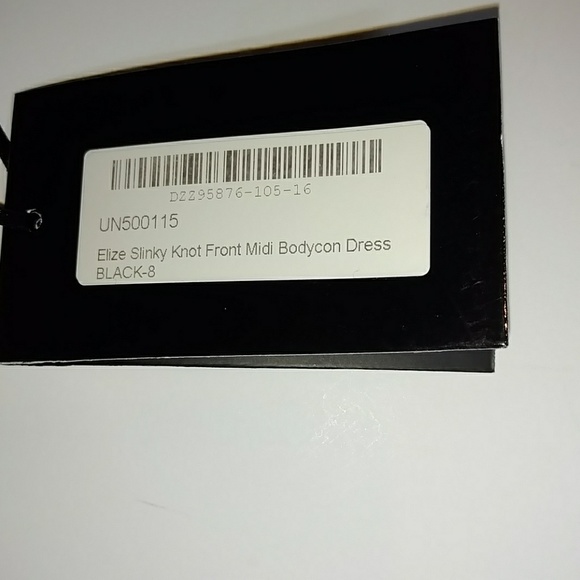 DZZ95876-105-16
UN500115
Elize Slinky Knot Front Midi Bodycon Dress
BLACK-8